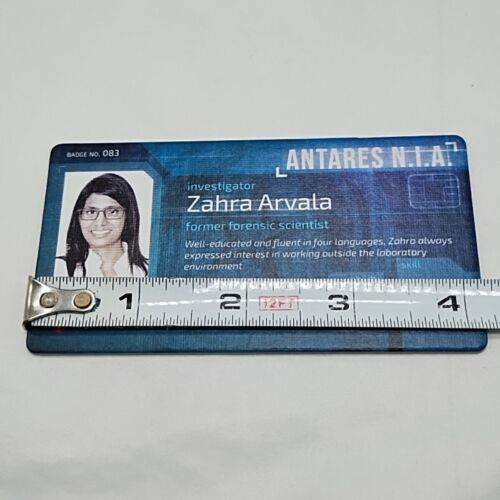 BADGE NO. 083
ANTARES N.I.A.
investigator
Zahra Arvala
former forensic scientist
Well-educated and fluent in four languages, Zahra always
expressed interest in working outside the laboratory
environment
SKILL
1 2 12FT 3 4